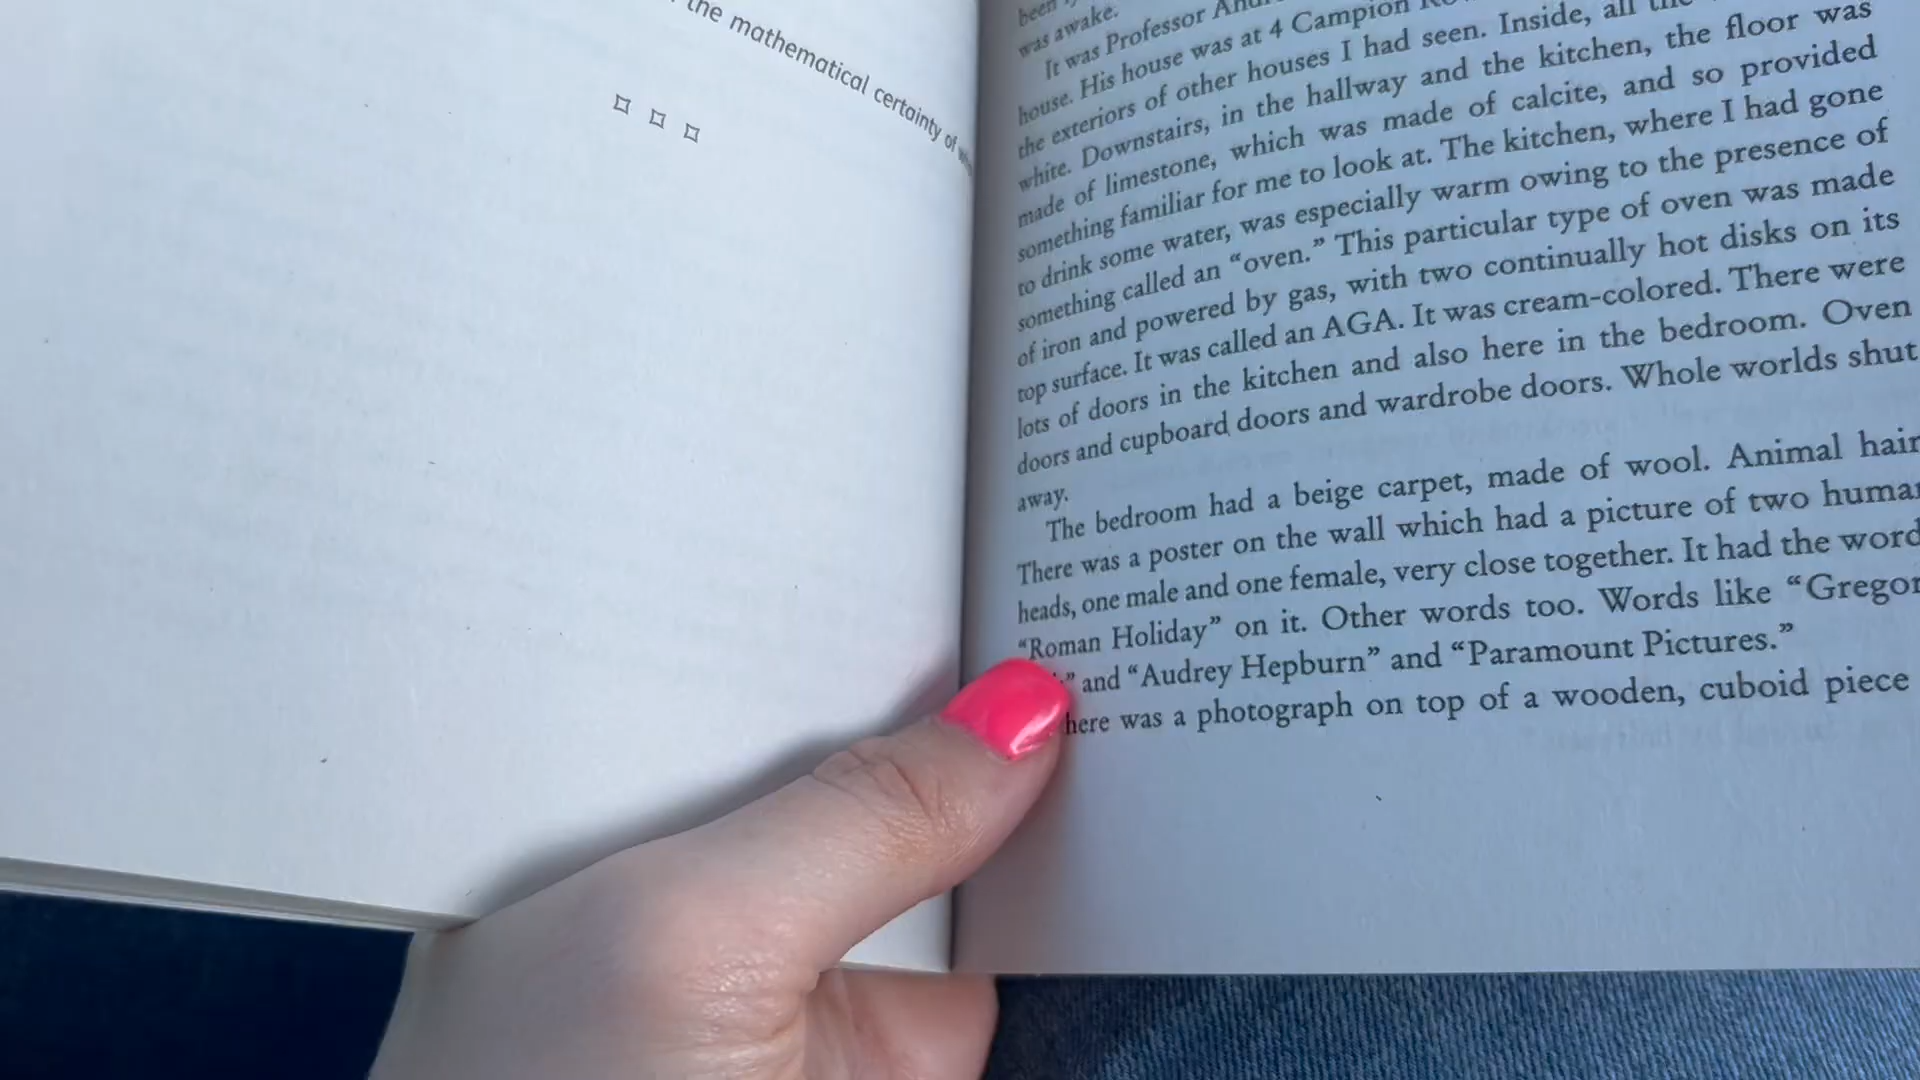 the mathematical certainty of
been
was awake.
It was Professor
house. His house was at 4 Campion
the exteriors of other houses I had seen. Inside, all
white. Downstairs, in the hallway and the kitchen, the floor was
made of limestone, which was made of calcite, and so provided
something familiar for me to look at. The kitchen, where I had gone
to drink some water, was especially warm owing to the presence of
something called an “oven.” This particular type of oven was made
of iron and powered by gas, with two continually hot disks on its
top surface. It was called an AGA. It was cream-colored. There were
lots of doors in the kitchen and also here in the bedroom. Oven
doors and cupboard doors and wardrobe doors. Whole worlds shut
away.
The bedroom had a beige carpet, made of wool. Animal hair
There was a poster on the wall which had a picture of two human
heads, one male and one female, very close together. It had the word
“Roman Holiday” on it. Other words too. Words like “Gregor
” and “Audrey Hepburn” and “Paramount Pictures.”
here was a photograph on top of a wooden, cuboid piece